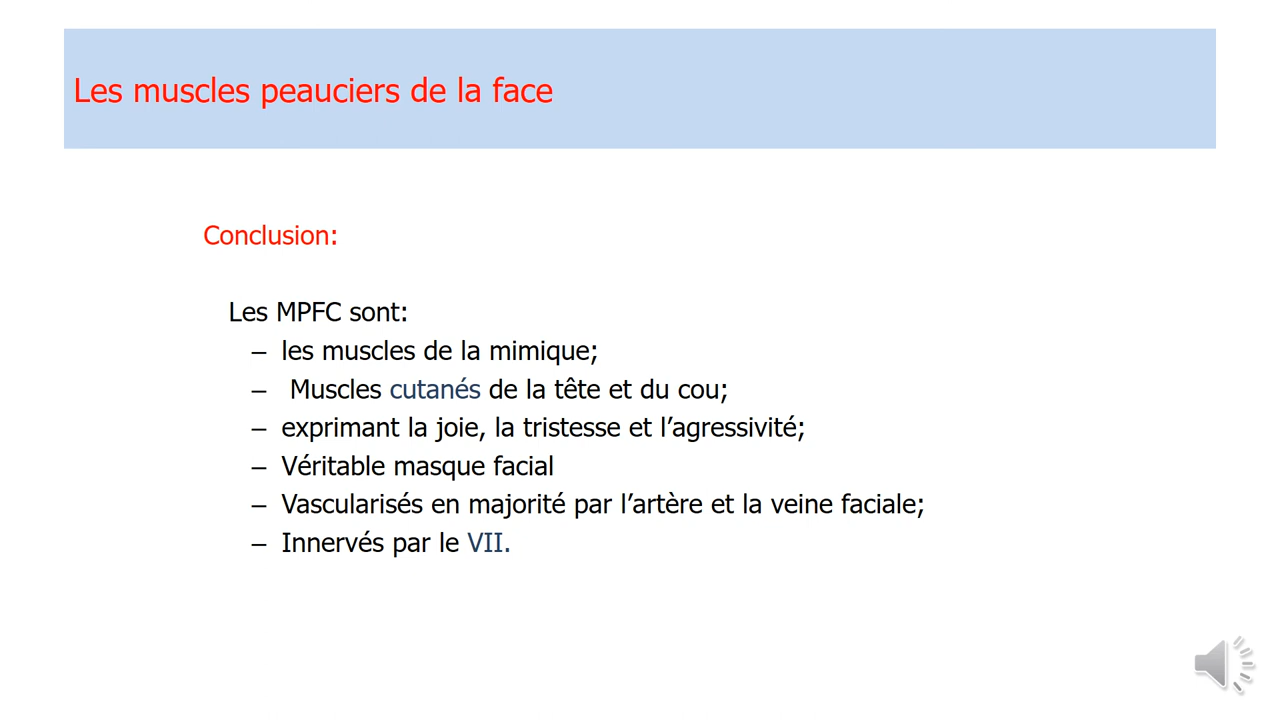 Les muscles peauciers de la face
Conclusion:
Les MPFC sont:
– les muscles de la mimique;
– Muscles cutanés de la tête et du cou;
– exprimant la joie, la tristesse et l’agressivité;
– Véritable masque facial
– Vascularisés en majorité par l’artère et la veine faciale;
– Innervés par le VII.